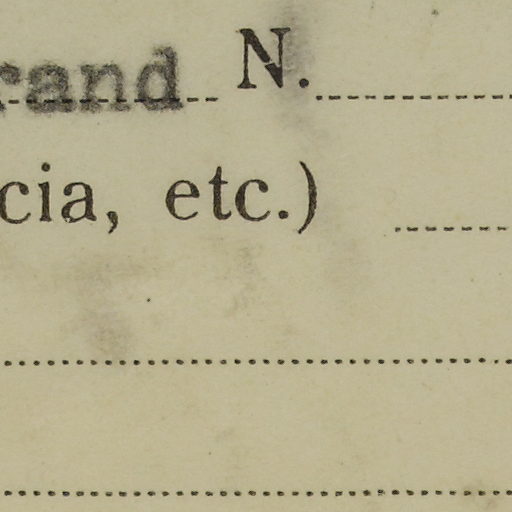 rand N.
cia, etc.)